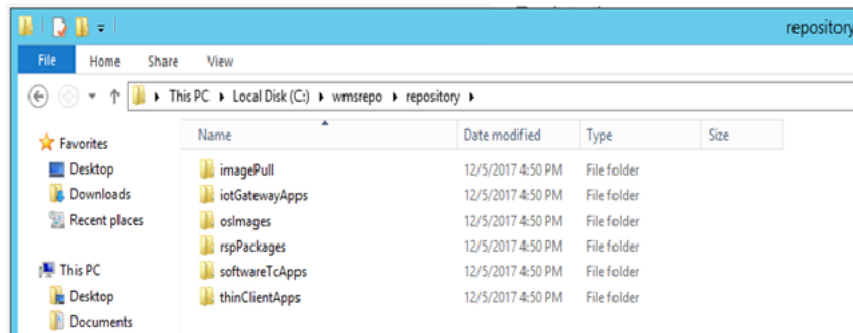 repository
File Home Share View
This PC Local Disk (C:) wmsrepo repository
Name Date modified Type Size
Favorites
Desktop
Downloads
Recent places
This PC
Desktop
Documents
imagePull 12/5/2017 4:50 PM File folder
iotGatewayApps 12/5/2017 4:50 PM File folder
osImages 12/5/2017 4:50 PM File folder
rspPackages 12/5/2017 4:50 PM File folder
softwareTcApps 12/5/2017 4:50 PM File folder
thinClientApps 12/5/2017 4:50 PM File folder